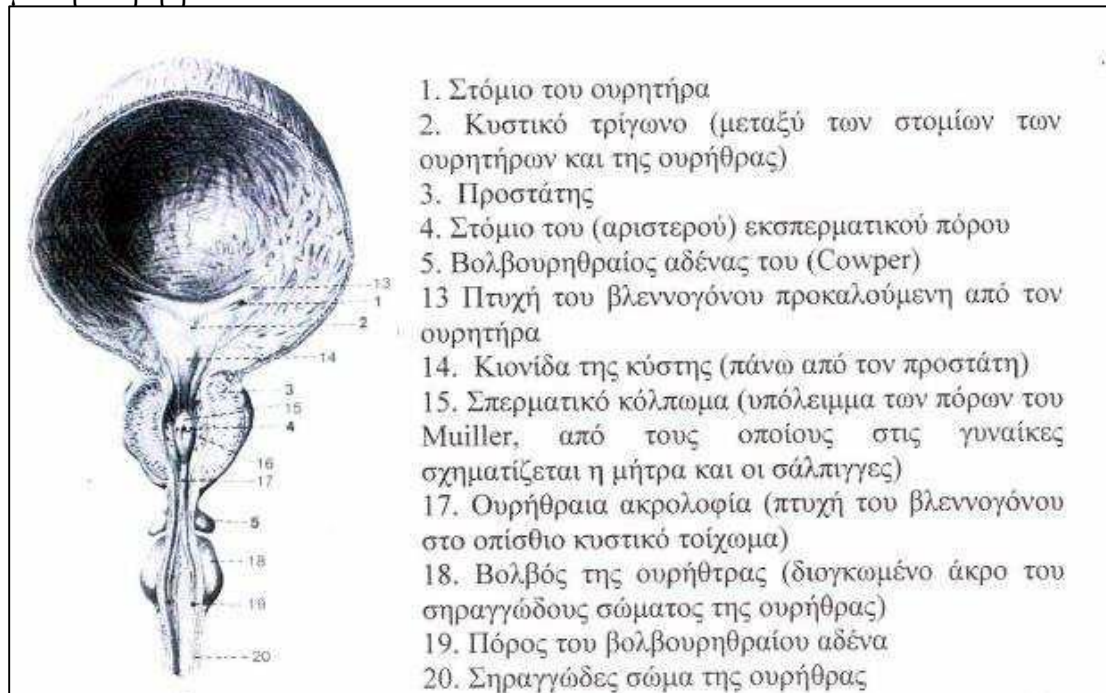 13
1
2
14
3
15
4
16
17
5
18
19
20
1. Στόμιο του ουρητήρα
2. Κυστικό τρίγωνο (μεταξύ των στομίων των
ουρητήρων και της ουρήθρας)
3. Προστάτης
4. Στόμιο του (αριστερού) εκσπερματικού πόρου
5. Βολβουρηθραίος αδένας του (Cowper)
13 Πτυχή του βλεννογόνου προκαλούμενη από τον
ουρητήρα
14. Κιονίδα της κύστης (πάνω από τον προστάτη)
15. Σπερματικό κόλπωμα (υπόλειμμα των πόρων του
Muiller, από τους οποίους στις γυναίκες
σχηματίζεται η μήτρα και οι σάλπιγγες)
17. Ουρήθραια ακρολοφία (πτυχή του βλεννογόνου
στο οπίσθιο κυστικό τοίχωμα)
18. Βολβός της ουρήθτρας (διογκωμένο άκρο του
σηραγγώδους σώματος της ουρήθρας)
19. Πόρος του βολβουρηθραίου αδένα
20. Σηραγγώδες σώμα της ουρήθρας